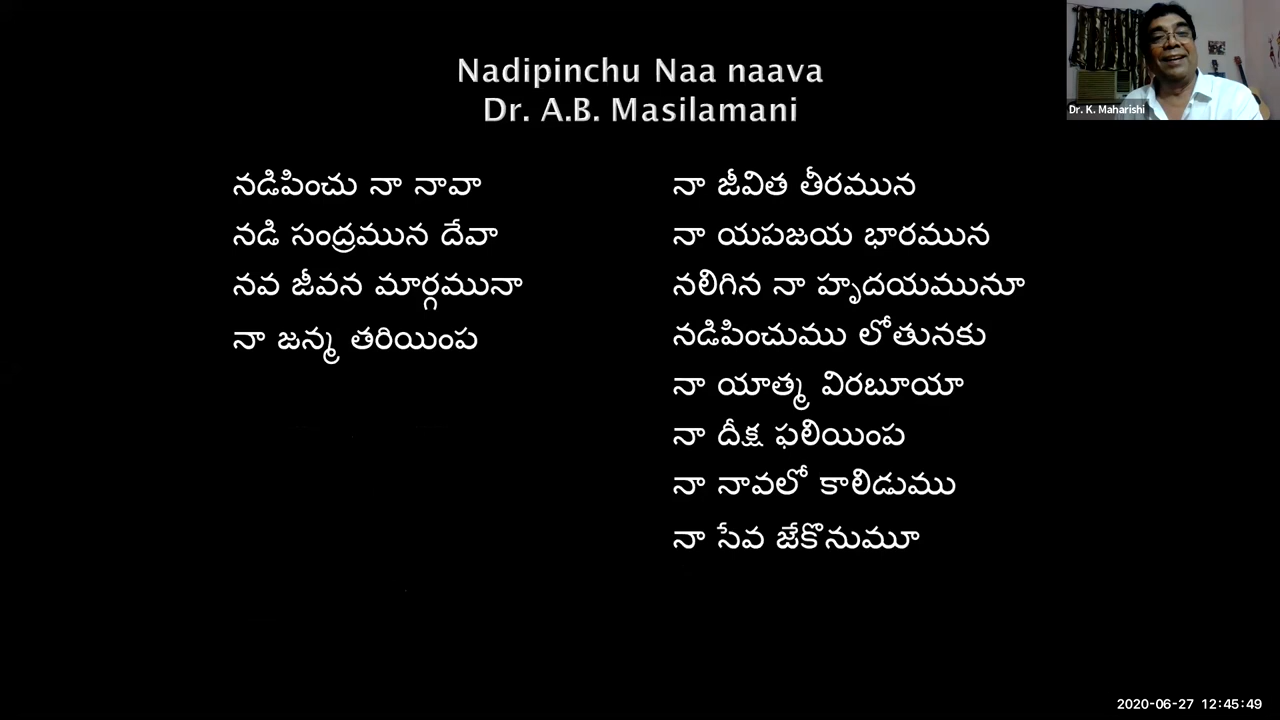 Nadipinchu Naa naava
Dr. A.B. Masilamani
Dr. K. Maharishi
నడిపించు నా నావా
నడి సంద్రమున దేవా
నవ జీవన మార్గమునా
నా జన్మ తరియింప
నా జీవిత తీరమున
నా యపజయ భారమున
నలిగిన నా హృదయమునూ
నడిపించుము లోతునకు
నా యాత్మ విరబూయా
నా దీక్ష ఫలియింప
నా నావలో కాలిడుము
నా సేవ జేకొనుమూ
2020-06-27 12:45:49